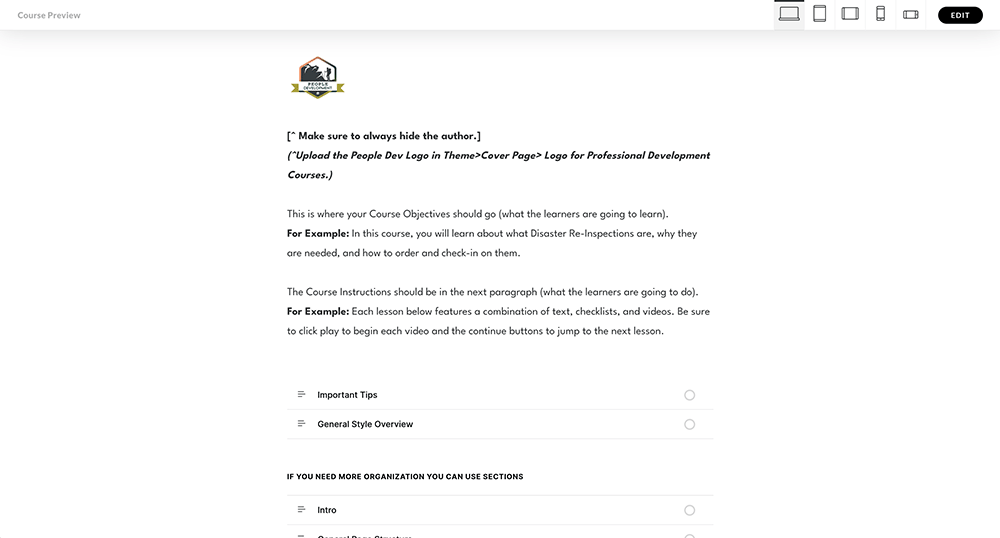 Course Preview
EDIT
PEOPLE
DEVELOPMENT
[^ Make sure to always hide the author.]
(^Upload the People Dev Logo in Theme>Cover Page> Logo for Professional Development
Courses.)
This is where your Course Objectives should go (what the learners are going to learn).
For Example: In this course, you will learn about what Disaster Re-Inspections are, why they
are needed, and how to order and check-in on them.
The Course Instructions should be in the next paragraph (what the learners are going to do).
For Example: Each lesson below features a combination of text, checklists, and videos. Be sure
to click play to begin each video and the continue buttons to jump to the next lesson.
Important Tips
General Style Overview
IF YOU NEED MORE ORGANIZATION YOU CAN USE SECTIONS
Intro
General Page Structure